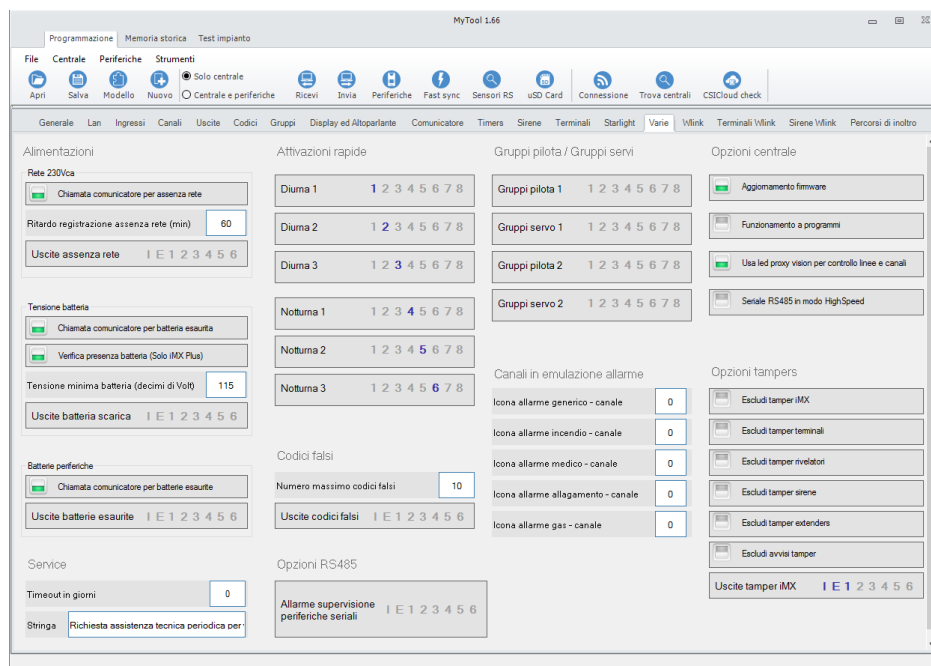 MyTool 1.66
Programmazione Memoria storica Test impianto
File Centrale Periferiche Strumenti
Solo centrale
Centrale e periferiche
Apri Salva Modello Nuovo Ricevi Invia Periferiche Fast sync Sensori RS uSD Card Connessione Trova centrali CSICloud check
Generale Lan Ingressi Canali Uscite Codici Gruppi Display ed Altoparlante Comunicatore Timers Sirene Terminali Starlight Varie Wlink Terminali Wlink Sirene Wlink Percorsi di inoltro
Alimentazioni
Rete 230Vca
Chiamata comunicatore per assenza rete
Ritardo registrazione assenza rete (min) 60
Uscite assenza rete I E 1 2 3 4 5 6
Tensione batteria
Chiamata comunicatore per batteria esaurita
Verifica presenza batteria (Solo iMX Plus)
Tensione minima batteria (decimi di Volt) 115
Uscite batteria scarica I E 1 2 3 4 5 6
Batterie periferiche
Chiamata comunicatore per batterie esaurite
Uscite batterie esaurite I E 1 2 3 4 5 6
Service
Timeout in giorni 0
Stringa Richiesta assistenza tecnica periodica per
Attivazioni rapide
Diurna 1 1 2 3 4 5 6 7 8
Diurna 2 1 2 3 4 5 6 7 8
Diurna 3 1 2 3 4 5 6 7 8
Notturna 1 1 2 3 4 5 6 7 8
Notturna 2 1 2 3 4 5 6 7 8
Notturna 3 1 2 3 4 5 6 7 8
Codici falsi
Numero massimo codici falsi 10
Uscite codici falsi I E 1 2 3 4 5 6
Opzioni RS485
Allarme supervisione
periferiche seriali I E 1 2 3 4 5 6
Gruppi pilota / Gruppi servi
Gruppi pilota 1 1 2 3 4 5 6 7 8
Gruppi servo 1 1 2 3 4 5 6 7 8
Gruppi pilota 2 1 2 3 4 5 6 7 8
Gruppi servo 2 1 2 3 4 5 6 7 8
Canali in emulazione allarme
Icona allarme generico - canale 0
Icona allarme incendio - canale 0
Icona allarme medico - canale 0
Icona allarme allagamento - canale 0
Icona allarme gas - canale 0
Opzioni centrale
Aggiornamento firmware
Funzionamento a programmi
Usa led proxy vision per controllo linee e canali
Seriale RS485 in modo HighSpeed
Opzioni tampers
Escludi tamper iMX
Escludi tamper terminali
Escludi tamper rivelatori
Escludi tamper sirene
Escludi tamper extenders
Escludi avvisi tamper
Uscite tamper iMX I E 1 2 3 4 5 6